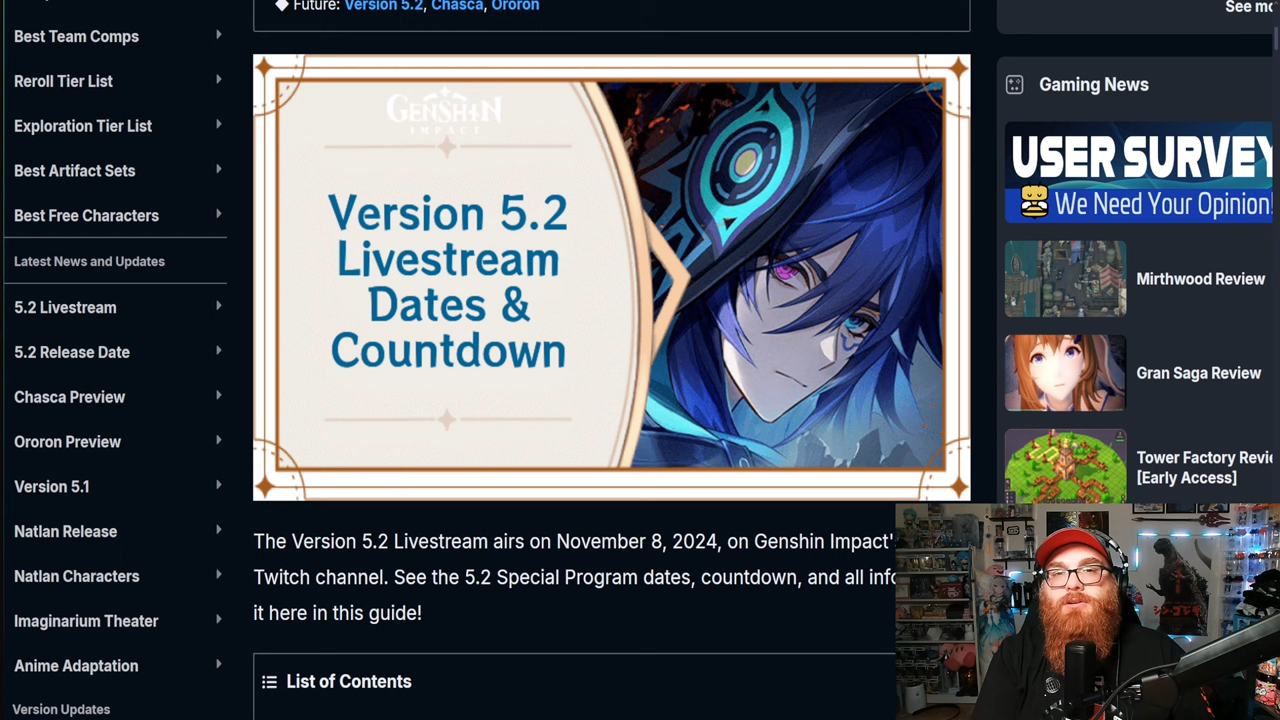 ◆ Future: Version 5.2, Chasca, Ororon
See mo
Best Team Comps
Reroll Tier List
Exploration Tier List
Best Artifact Sets
Best Free Characters
Latest News and Updates
5.2 Livestream
5.2 Release Date
Chasca Preview
Ororon Preview
Version 5.1
Natlan Release
Natlan Characters
Imaginarium Theater
Anime Adaptation
Version Updates
GENSHIN
IMPACT
Version 5.2
Livestream
Dates &
Countdown
The Version 5.2 Livestream airs on November 8, 2024, on Genshin Impact'
Twitch channel. See the 5.2 Special Program dates, countdown, and all info
it here in this guide!
List of Contents
Gaming News
USER SURVEY
We Need Your Opinion!
Mirthwood Review
Gran Saga Review
Tower Factory Revie
[Early Access]
シン・ゴジラ